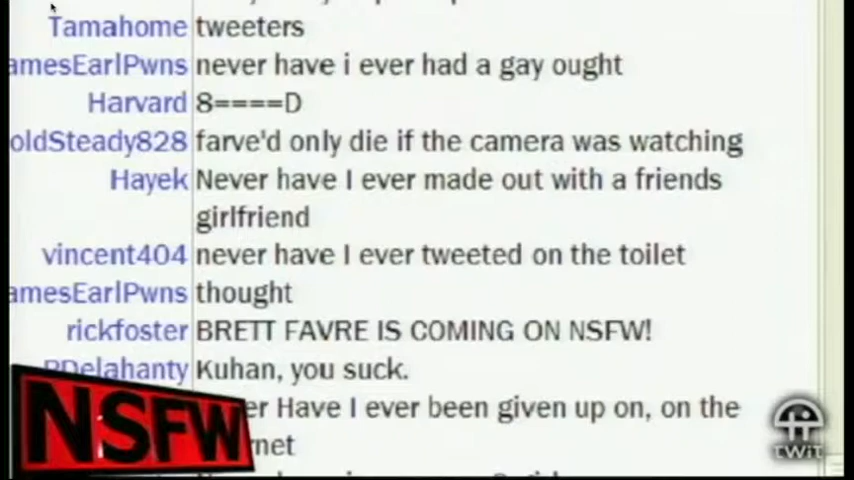 Tamahome tweeters
amesEarlPwns never have i ever had a gay ought
Harvard 8====D
oldSteady828 farve'd only die if the camera was watching
Hayek Never have I ever made out with a friends
girlfriend
vincent404 never have I ever tweeted on the toilet
amesEarlPwns thought
rickfoster BRETT FAVRE IS COMING ON NSFW!
PDelahanty Kuhan, you suck.
er Have I ever been given up on, on the
rnet
NSFW
TWiT